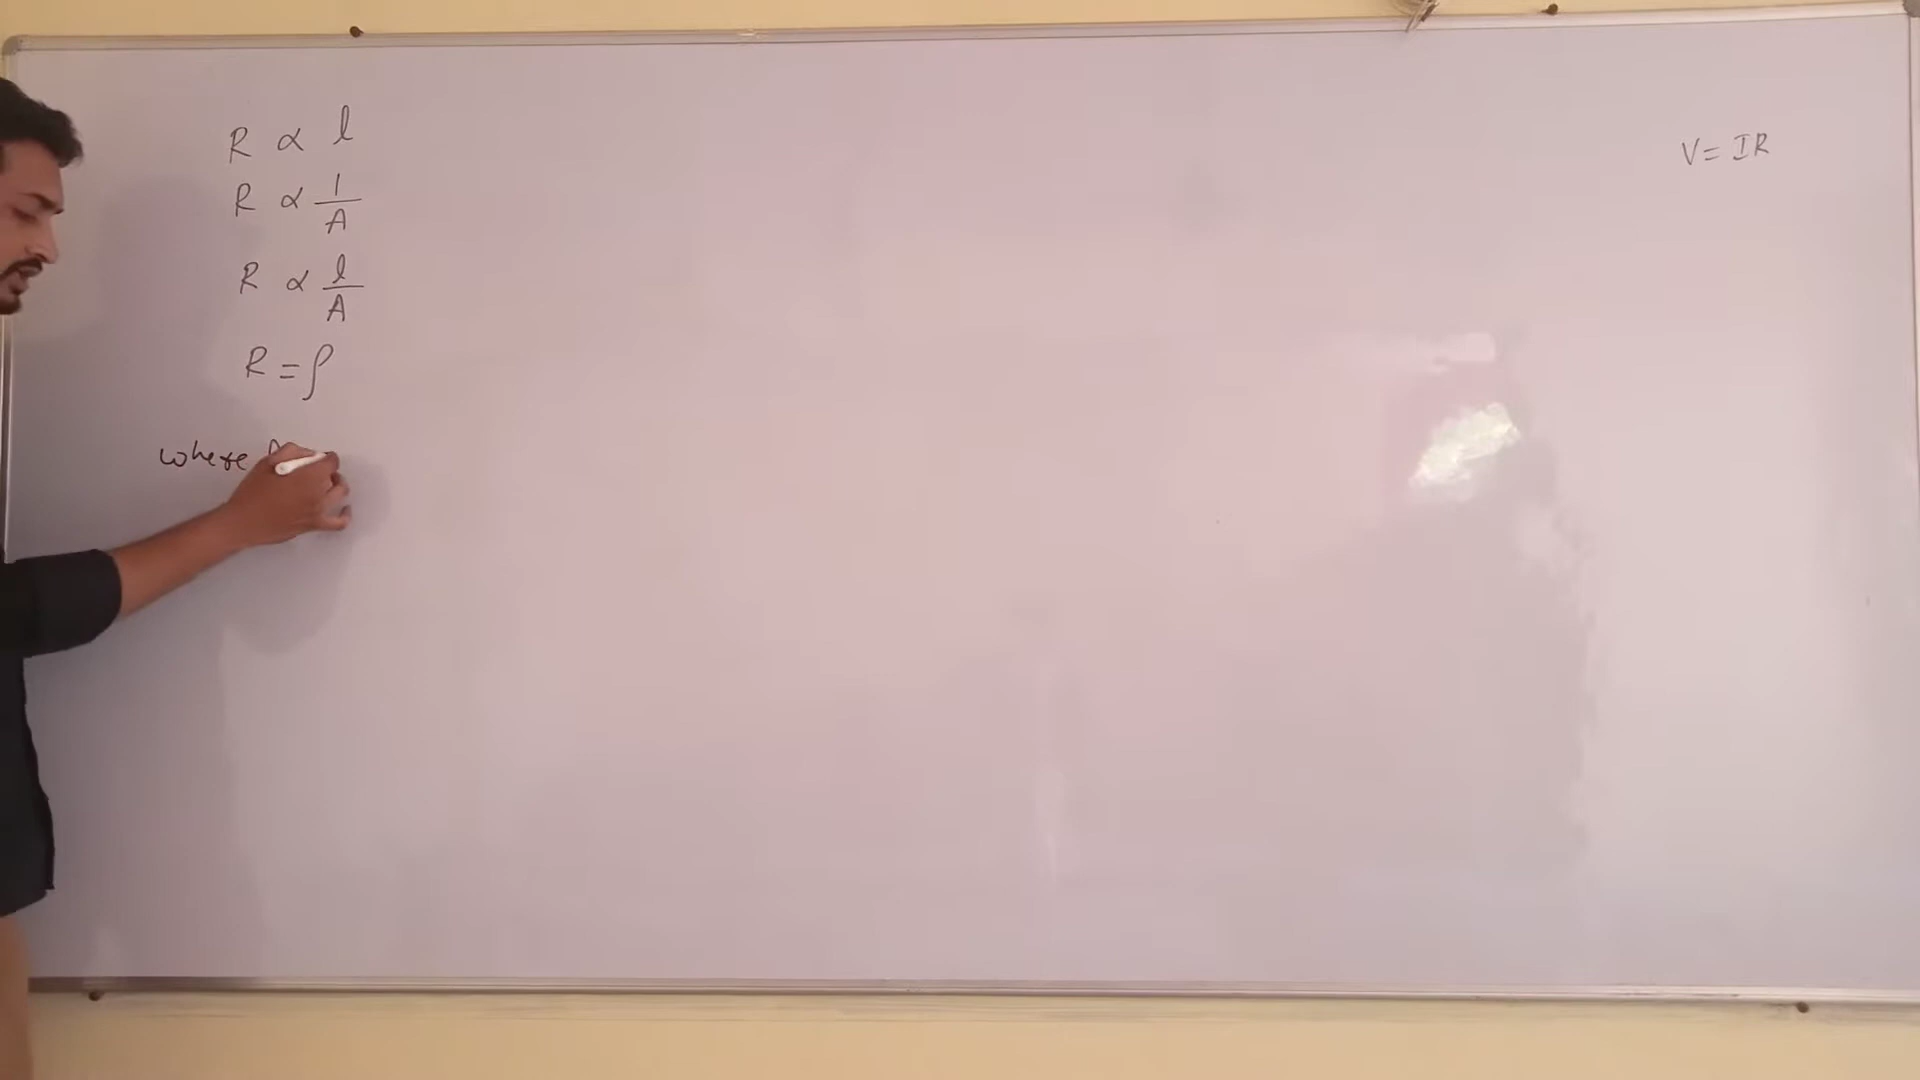 R ∝ l
R ∝ 1/A
R ∝ l/A
R = ρ
where
V = IR